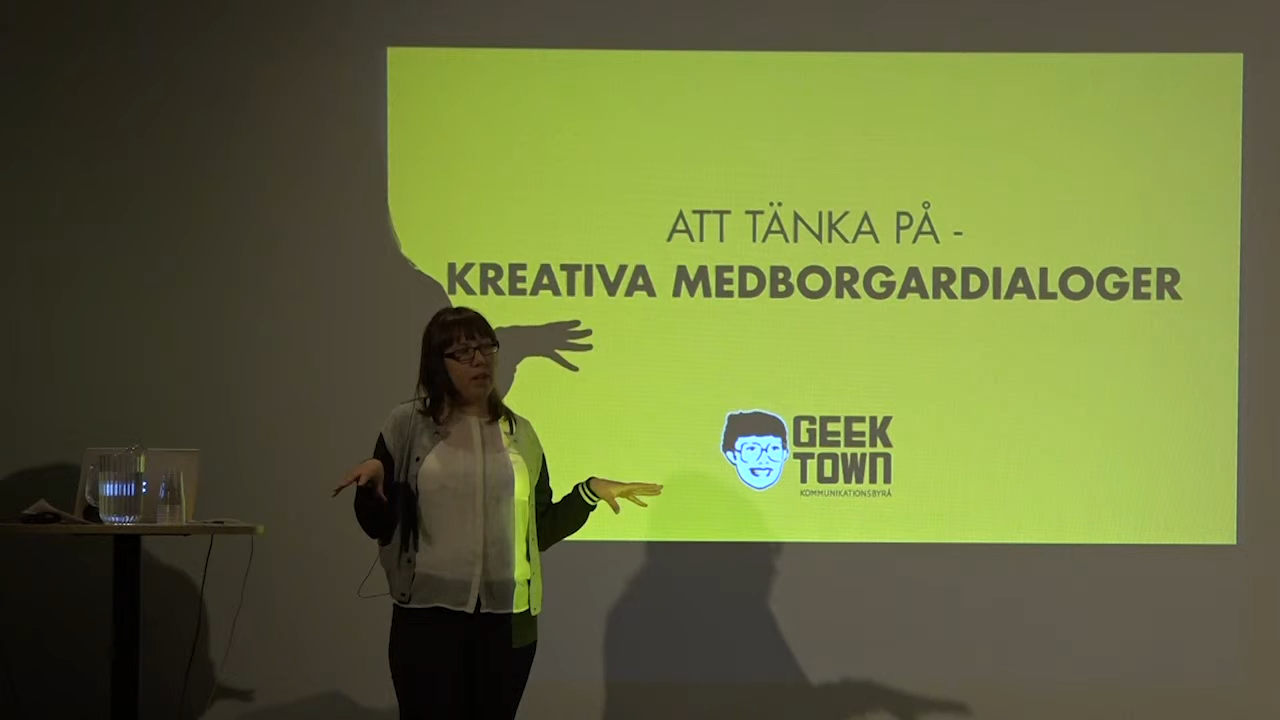 ATT TÄNKA PÅ -
KREATIVA MEDBORGARDIALOGER
GEEK
TOWN
KOMMUNIKATIONSBYRÅ